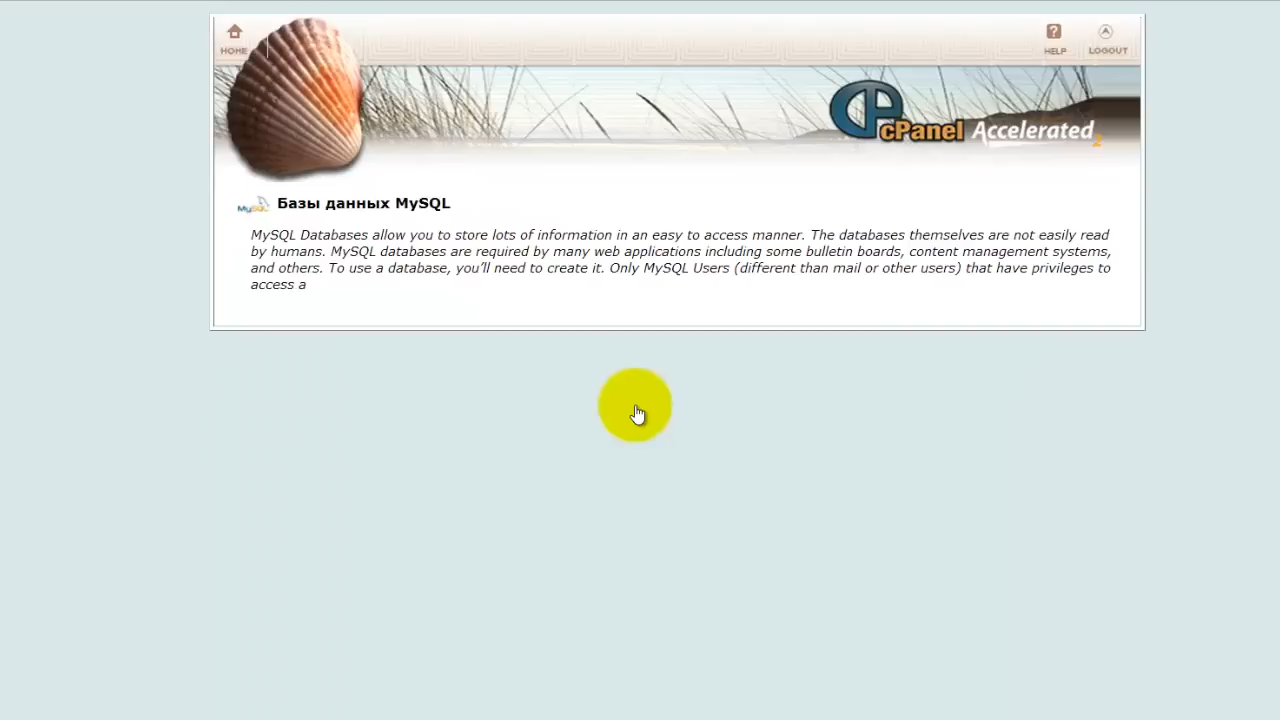 HOME
HELP
LOGOUT
cPanel Accelerated2
MySQL
Базы данных MySQL
MySQL Databases allow you to store lots of information in an easy to access manner. The databases themselves are not easily read
by humans. MySQL databases are required by many web applications including some bulletin boards, content management systems,
and others. To use a database, you'll need to create it. Only MySQL Users (different than mail or other users) that have privileges to
access a